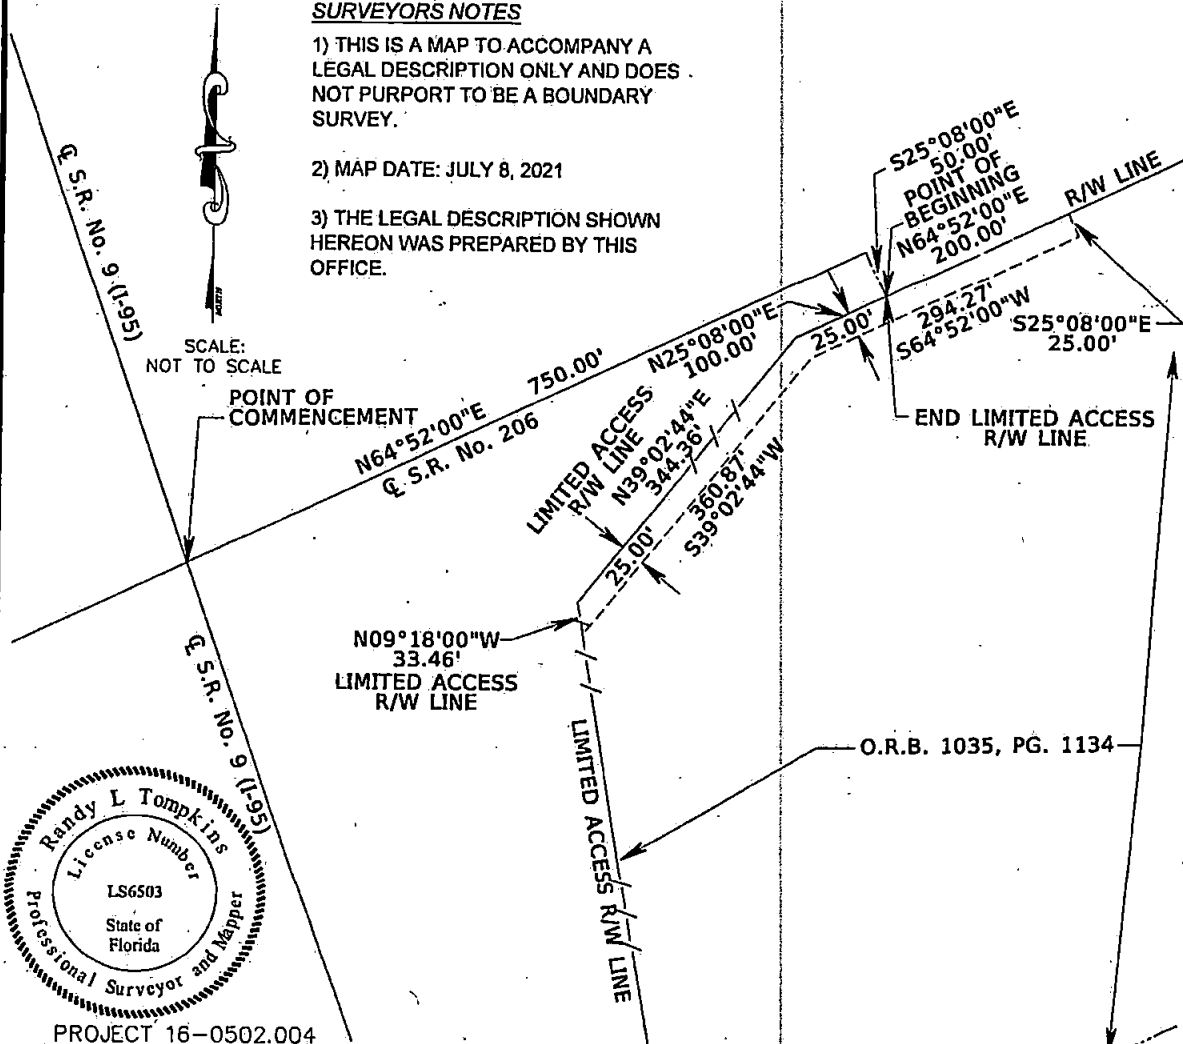 SURVEYORS NOTES
1) THIS IS A MAP TO ACCOMPANY A
LEGAL DESCRIPTION ONLY AND DOES
NOT PURPORT TO BE A BOUNDARY
SURVEY.
2) MAP DATE: JULY 8, 2021
3) THE LEGAL DESCRIPTION SHOWN
HEREON WAS PREPARED BY THIS
OFFICE.
NORTH
SCALE:
NOT TO SCALE
℄ S.R. No. 9 (I-95)
POINT OF
COMMENCEMENT
N64°52'00"E
750.00'
℄ S.R. No. 206
N25°08'00"E
100.00'
S25°08'00"E
50.00'
POINT OF
BEGINNING
N64°52'00"E
200.00'
R/W LINE
25.00'
294.27'
S64°52'00"W
S25°08'00"E
25.00'
END LIMITED ACCESS
R/W LINE
LIMITED ACCESS
R/W LINE
N39°02'44"E
344.36'
360.87'
S39°02'44"W
25.00'
N09°18'00"W
33.46'
LIMITED ACCESS
R/W LINE
℄ S.R. No. 9 (I-95)
LIMITED ACCESS R/W LINE
O.R.B. 1035, PG. 1134
Randy L Tompkins
License Number
LS6503
State of
Florida
Professional Surveyor and Mapper
PROJECT 16-0502.004